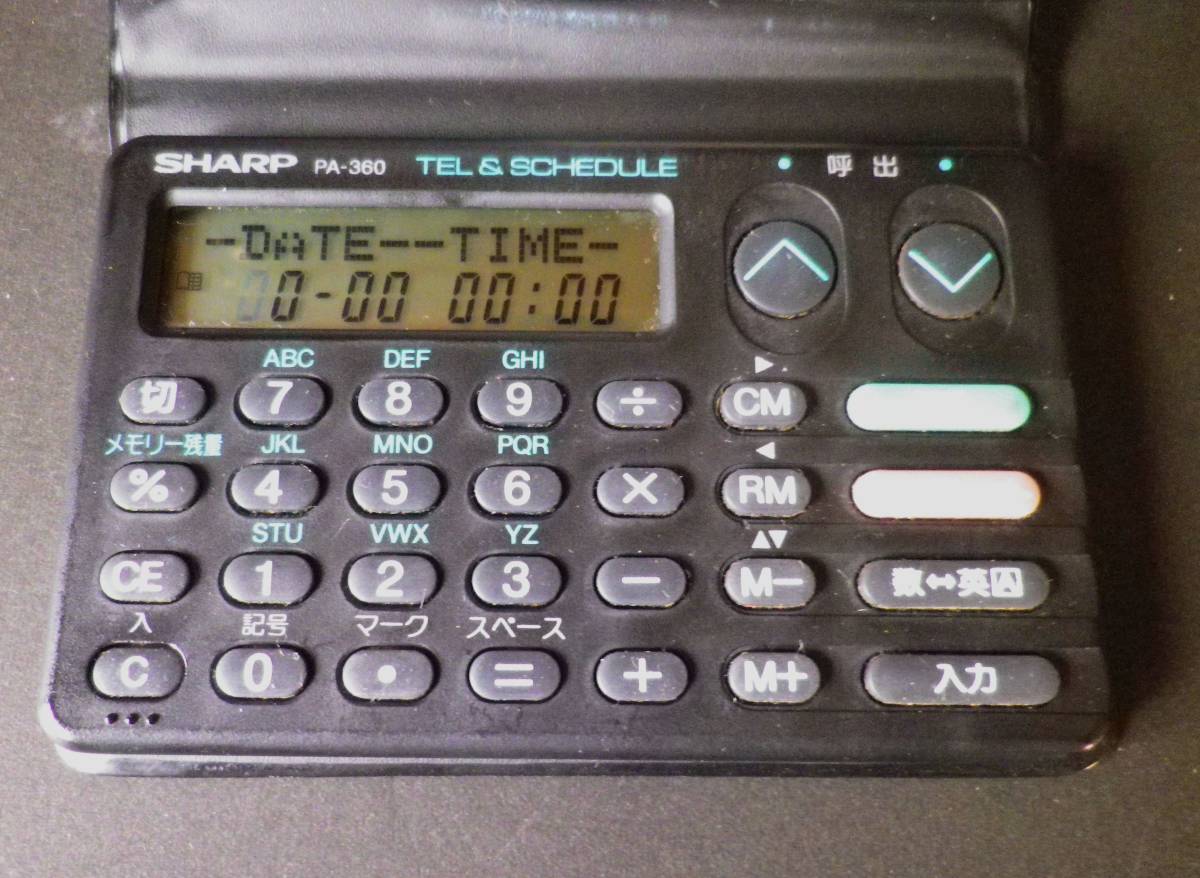 SHARP PA-360 TEL & SCHEDULE 呼出
-DATE--TIME-
0-00 00:00
ABC DEF GHI ▶
切 7 8 9 ÷ CM
メモリー残量 JKL MNO PQR ◀
% 4 5 6 × RM
STU VWX YZ ▲▼
CE 1 2 3 − M− 数↔英囚
入 記号 マーク スペース
C 0 • = + M+ 入力